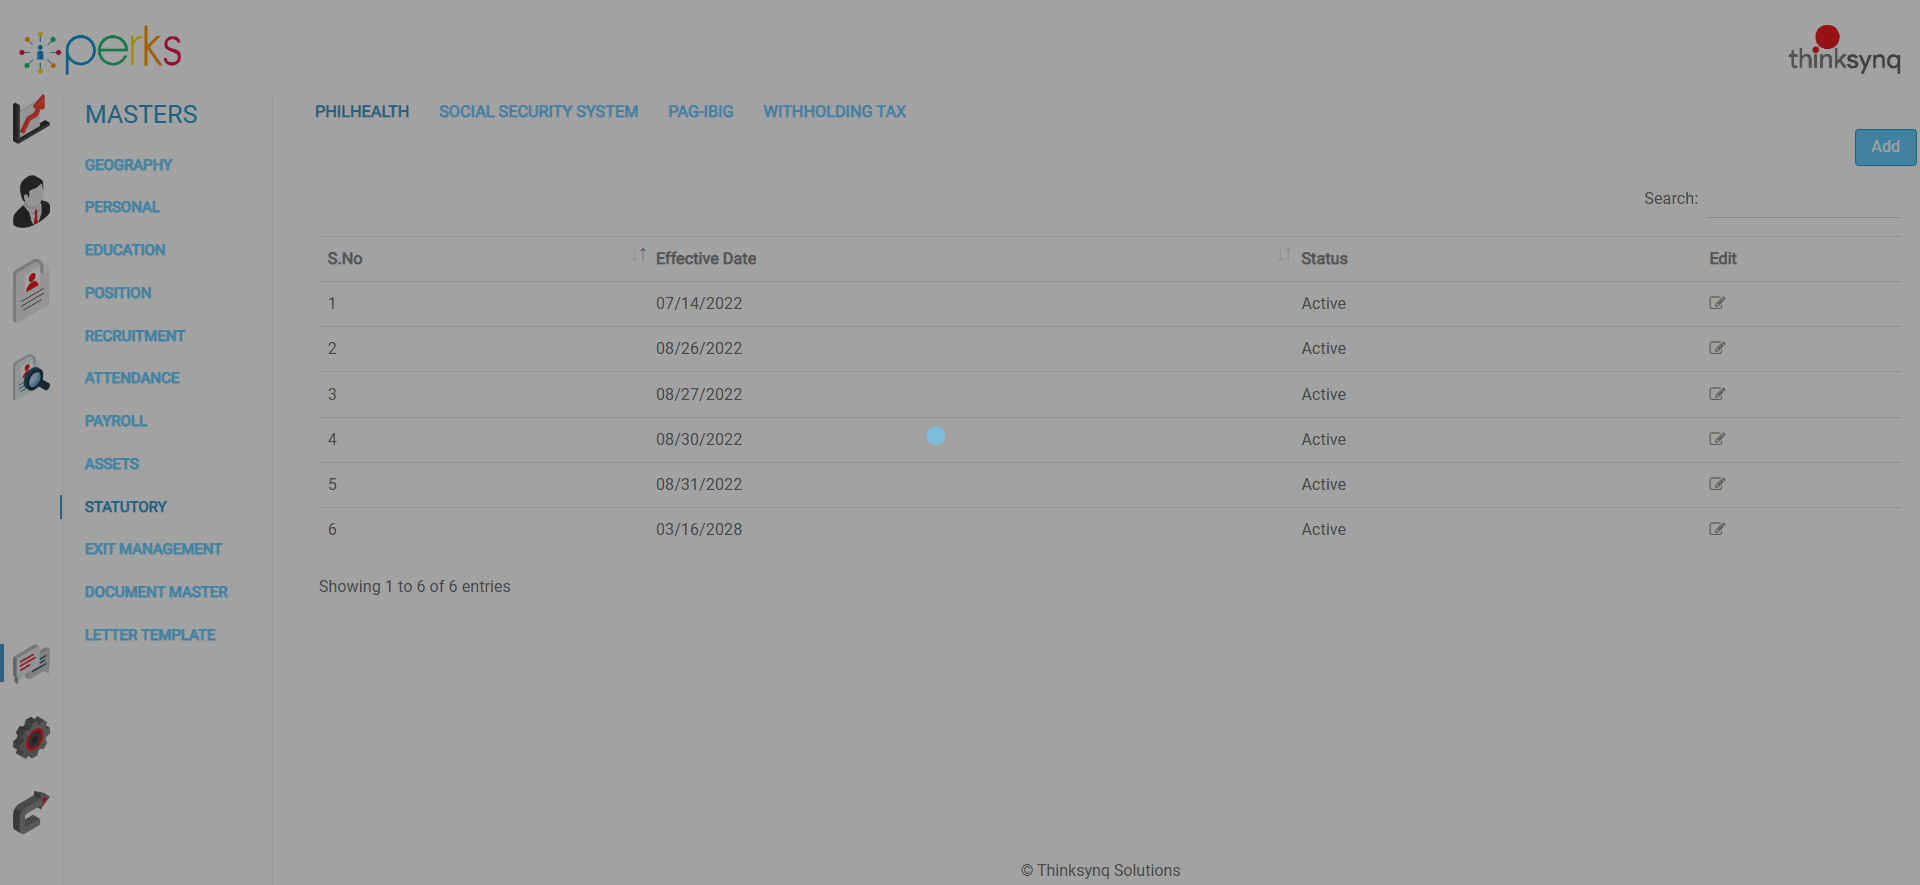 perks
thinksynq
MASTERS
GEOGRAPHY
PERSONAL
EDUCATION
POSITION
RECRUITMENT
ATTENDANCE
PAYROLL
ASSETS
STATUTORY
EXIT MANAGEMENT
DOCUMENT MASTER
LETTER TEMPLATE
PHILHEALTH SOCIAL SECURITY SYSTEM PAG-IBIG WITHHOLDING TAX
Add
Search:
S.No Effective Date Status Edit
1 07/14/2022 Active
2 08/26/2022 Active
3 08/27/2022 Active
4 08/30/2022 Active
5 08/31/2022 Active
6 03/16/2028 Active
Showing 1 to 6 of 6 entries
© Thinksynq Solutions